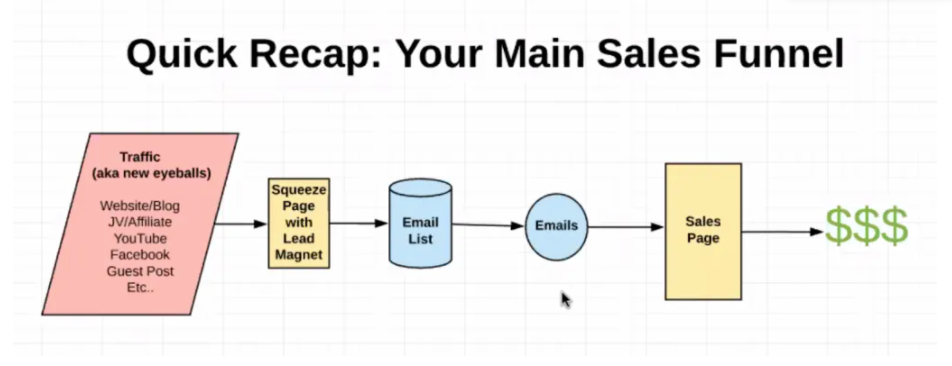 Quick Recap: Your Main Sales Funnel
Traffic
(aka new eyeballs)
Website/Blog
JV/Affiliate
YouTube
Facebook
Guest Post
Etc..
Squeeze
Page
with
Lead
Magnet
Email
List
Emails
Sales
Page
$$$